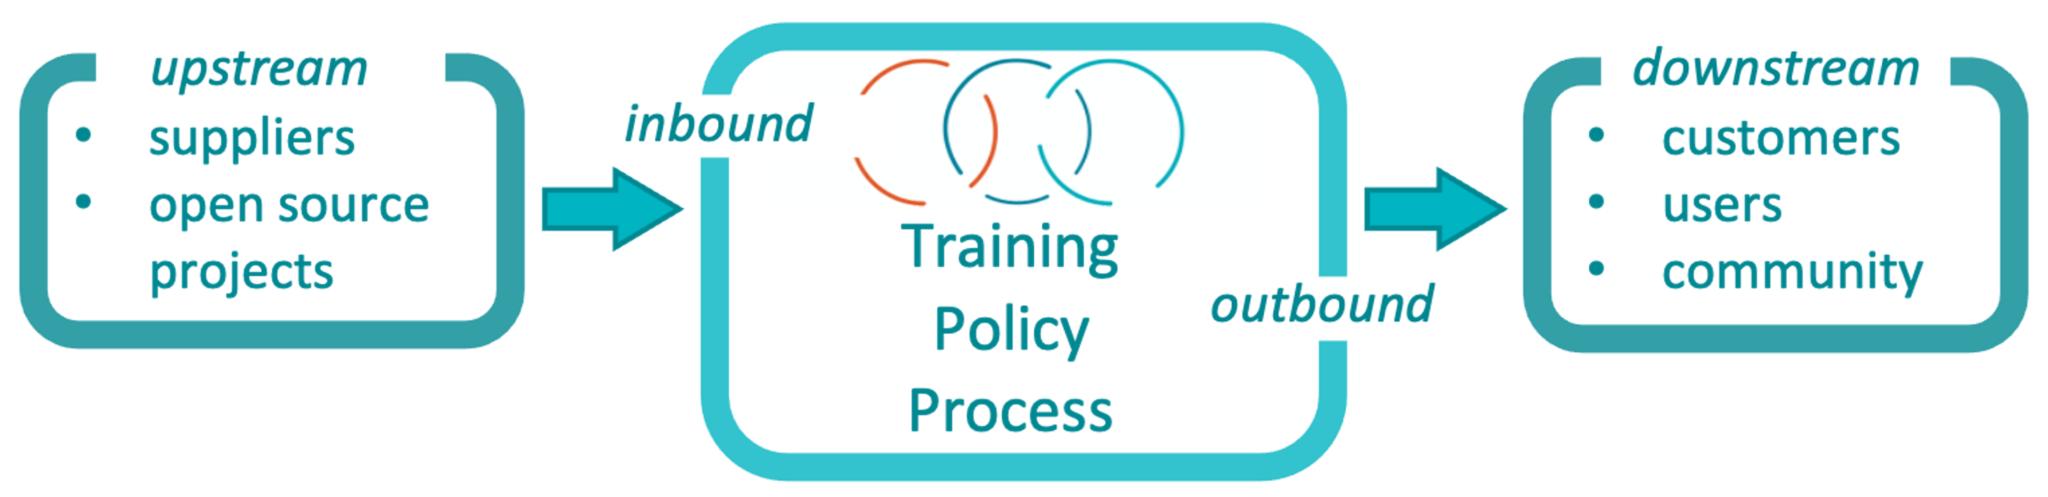 upstream
• suppliers
• open source
projects
inbound
Training
Policy
Process
outbound
downstream
• customers
• users
• community